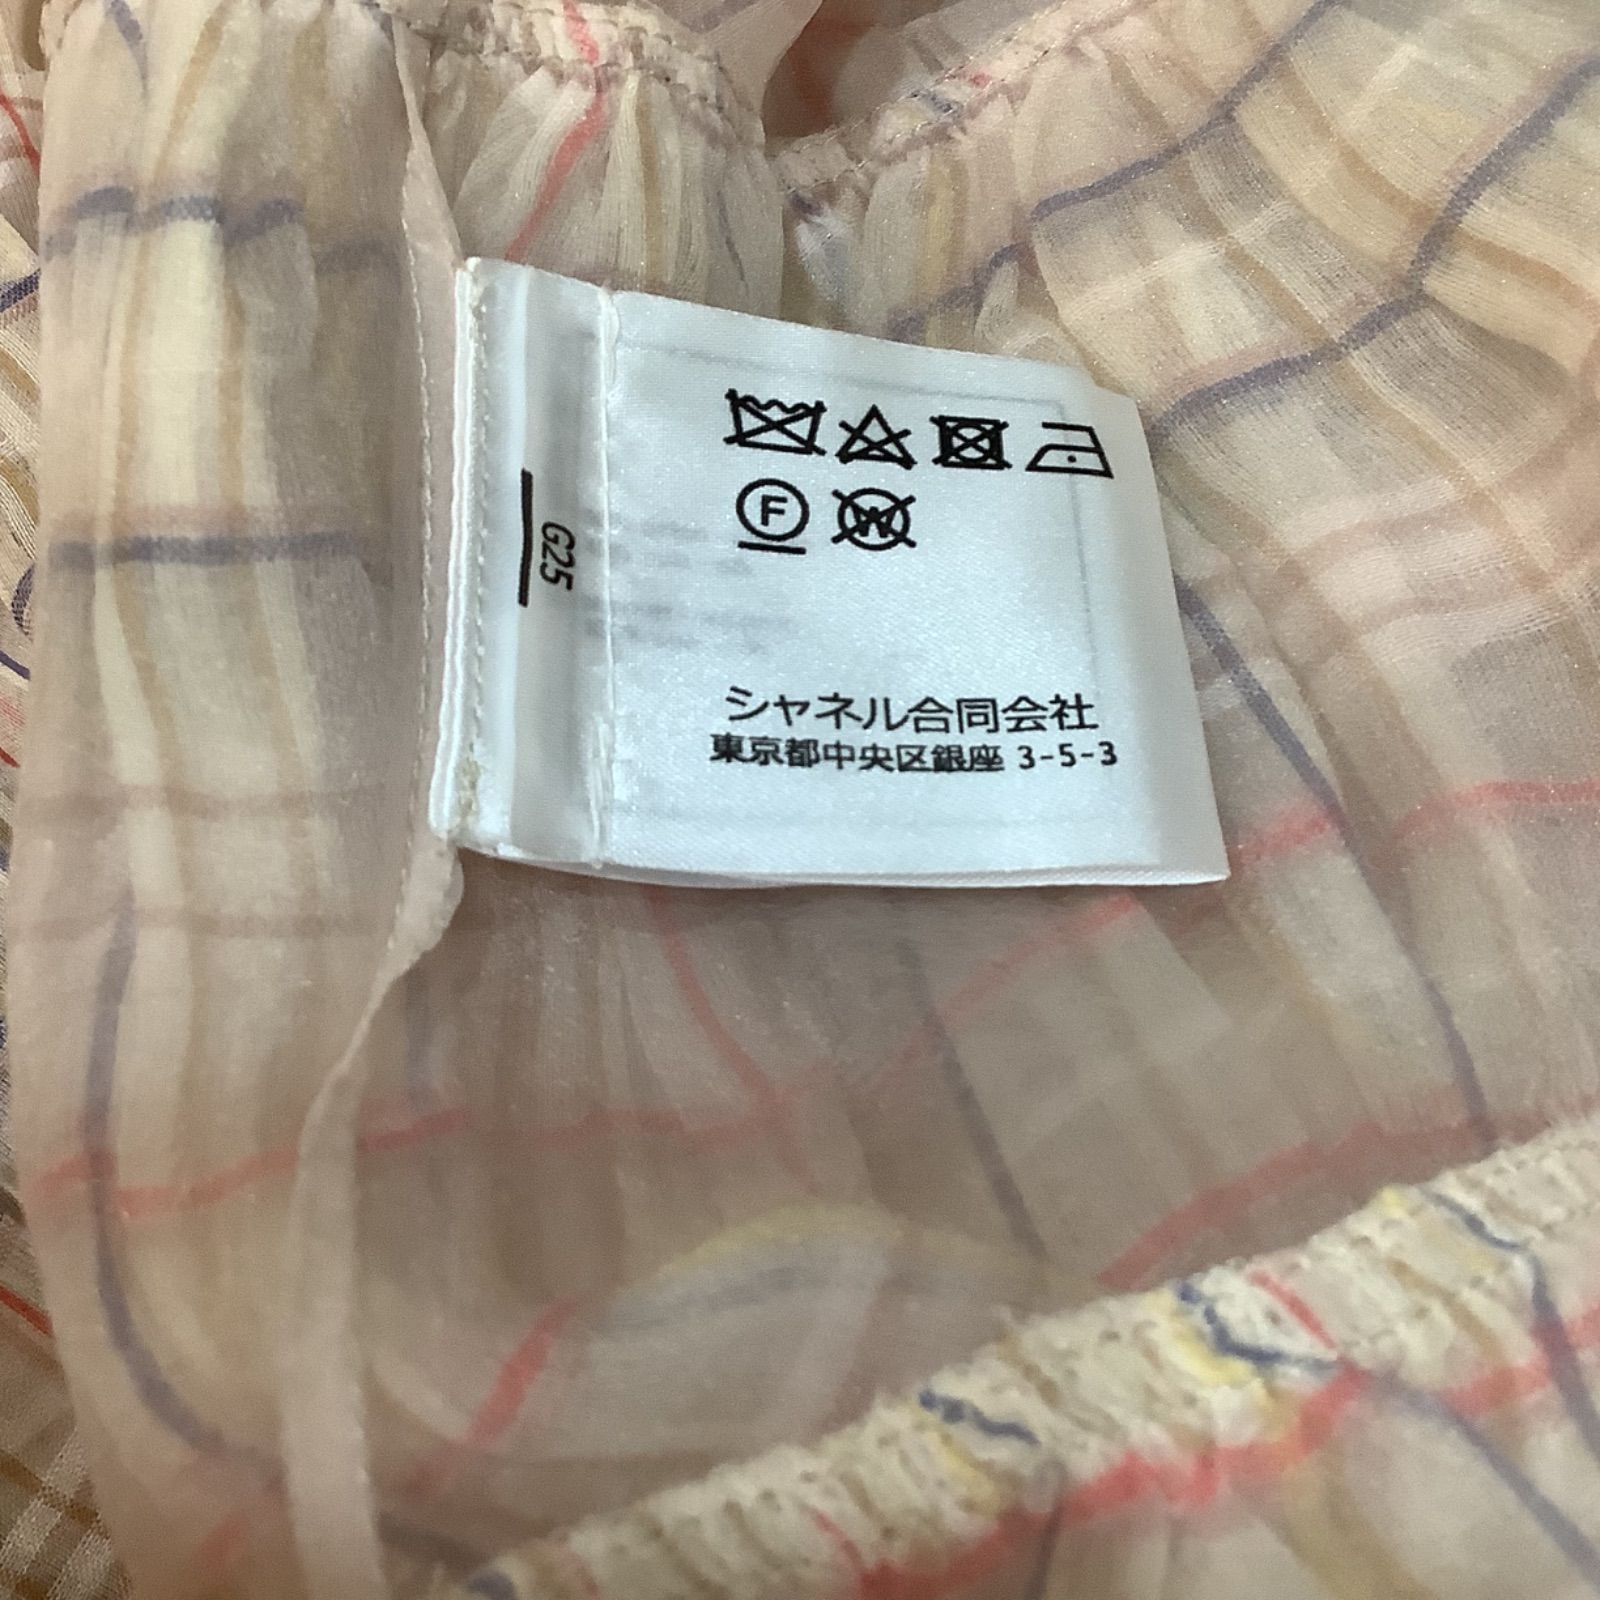 F W
G25
シャネル合同会社
東京都中央区銀座 3-5-3